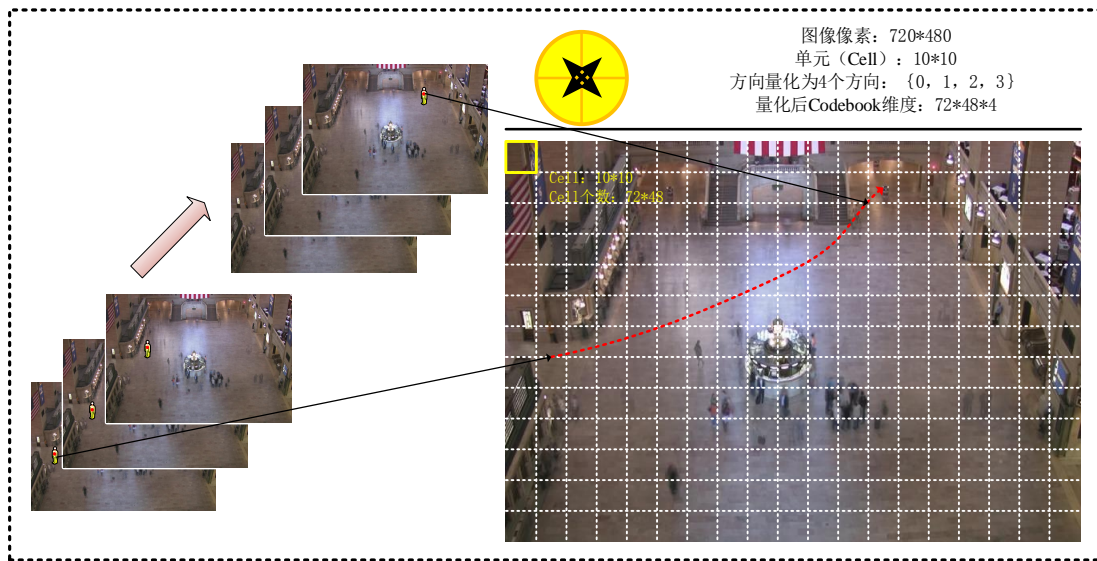 图像像素：720*480
单元（Cell）：10*10
方向量化为4个方向：{0，1，2，3}
量化后Codebook维度：72*48*4
Cell：10*10
Cell个数：72*48